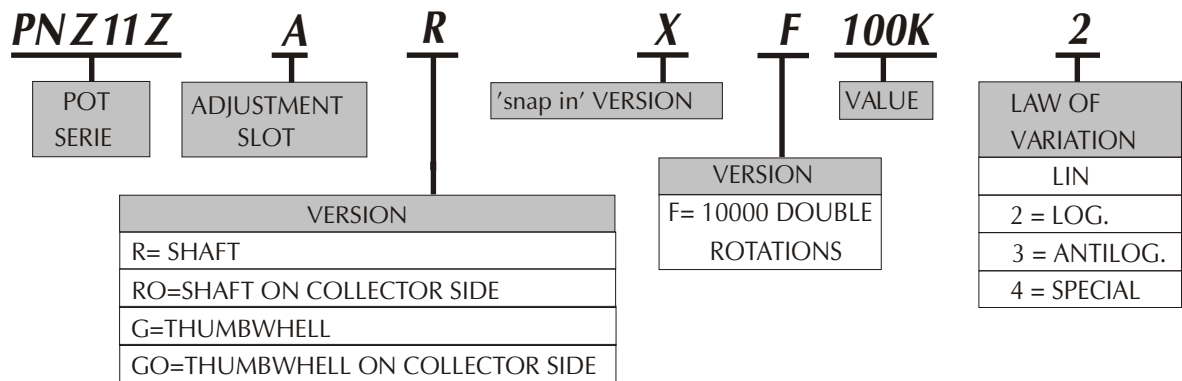 PNZ11Z A R X F 100K 2
POT
SERIE
ADJUSTMENT
SLOT
'snap in' VERSION
VALUE
LAW OF
VARIATION
LIN
2 = LOG.
3 = ANTILOG.
4 = SPECIAL
VERSION
F= 10000 DOUBLE
ROTATIONS
VERSION
R= SHAFT
RO=SHAFT ON COLLECTOR SIDE
G=THUMBWHELL
GO=THUMBWHELL ON COLLECTOR SIDE